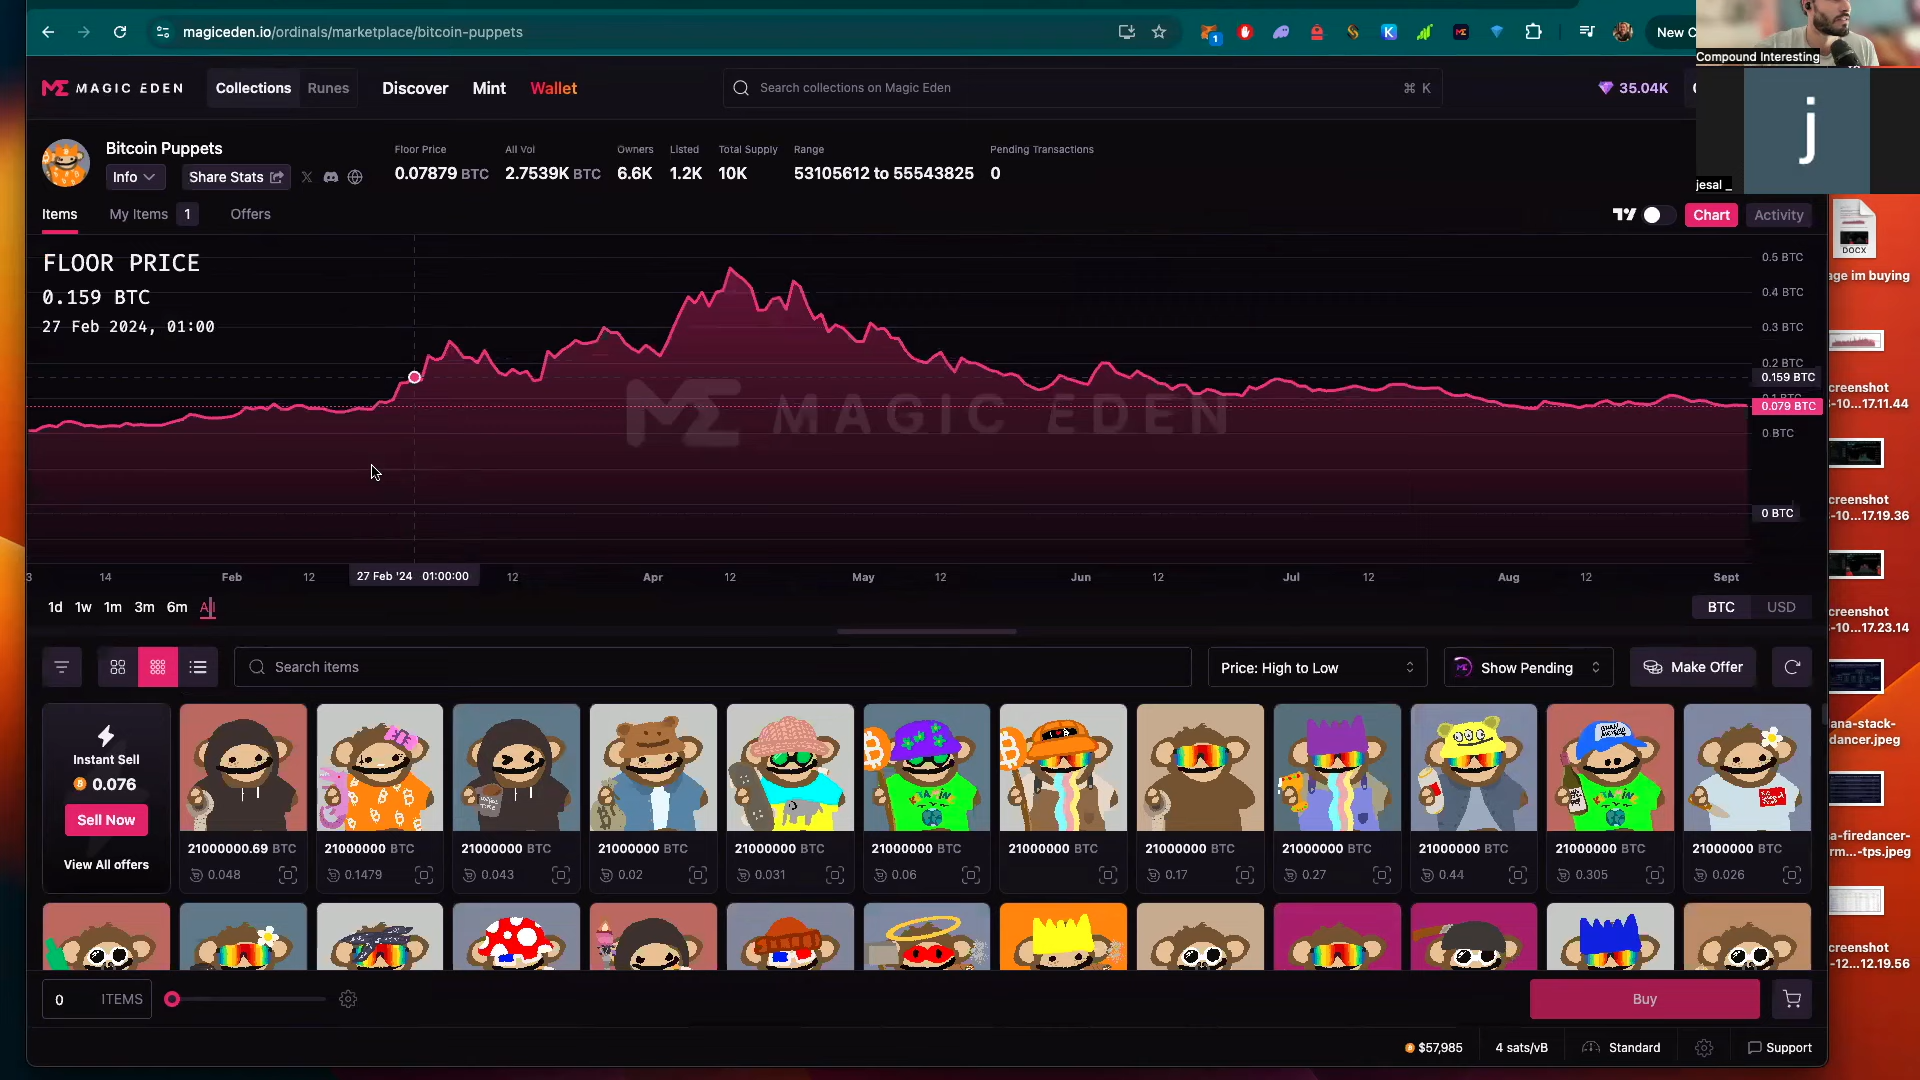 magiceden.io/ordinals/marketplace/bitcoin-puppets
1
New C
Compound Interesting
MAGIC EDEN
Collections
Runes
Discover
Mint
Wallet
Search collections on Magic Eden
⌘ K
35.04K
j
jesal _
Bitcoin Puppets
Info
Share Stats
Floor Price
0.07879 BTC
All Vol
2.7539K BTC
Owners
6.6K
Listed
1.2K
Total Supply
10K
Range
53105612 to 55543825
Pending Transactions
0
Items
My Items 1
Offers
Chart
Activity
FLOOR PRICE
0.159 BTC
27 Feb 2024, 01:00
0.5 BTC
0.4 BTC
0.3 BTC
0.2 BTC
0.159 BTC
0.079 BTC
0 BTC
0 BTC
MAGIC EDEN
3 14 Feb 12 27 Feb '24 01:00:00 12 Apr 12 May 12 Jun 12 Jul 12 Aug 12 Sept
1d 1w 1m 3m 6m All
BTC USD
Search items
Price: High to Low
Show Pending
Make Offer
Instant Sell
0.076
Sell Now
View All offers
21000000.69 BTC
0.048
21000000 BTC
0.1479
21000000 BTC
0.043
21000000 BTC
0.02
21000000 BTC
0.031
21000000 BTC
0.06
21000000 BTC
21000000 BTC
0.17
21000000 BTC
0.27
21000000 BTC
0.44
21000000 BTC
0.305
21000000 BTC
0.026
0 ITEMS
Buy
$57,985
4 sats/vB
Standard
Support
DOCX
age im buying
creenshot
-10...17.11.44
creenshot
-10...17.19.36
creenshot
-10...17.23.14
ana-stack-
dancer.jpeg
a-firedancer-
rm...-tps.jpeg
creenshot
-12...12.19.56